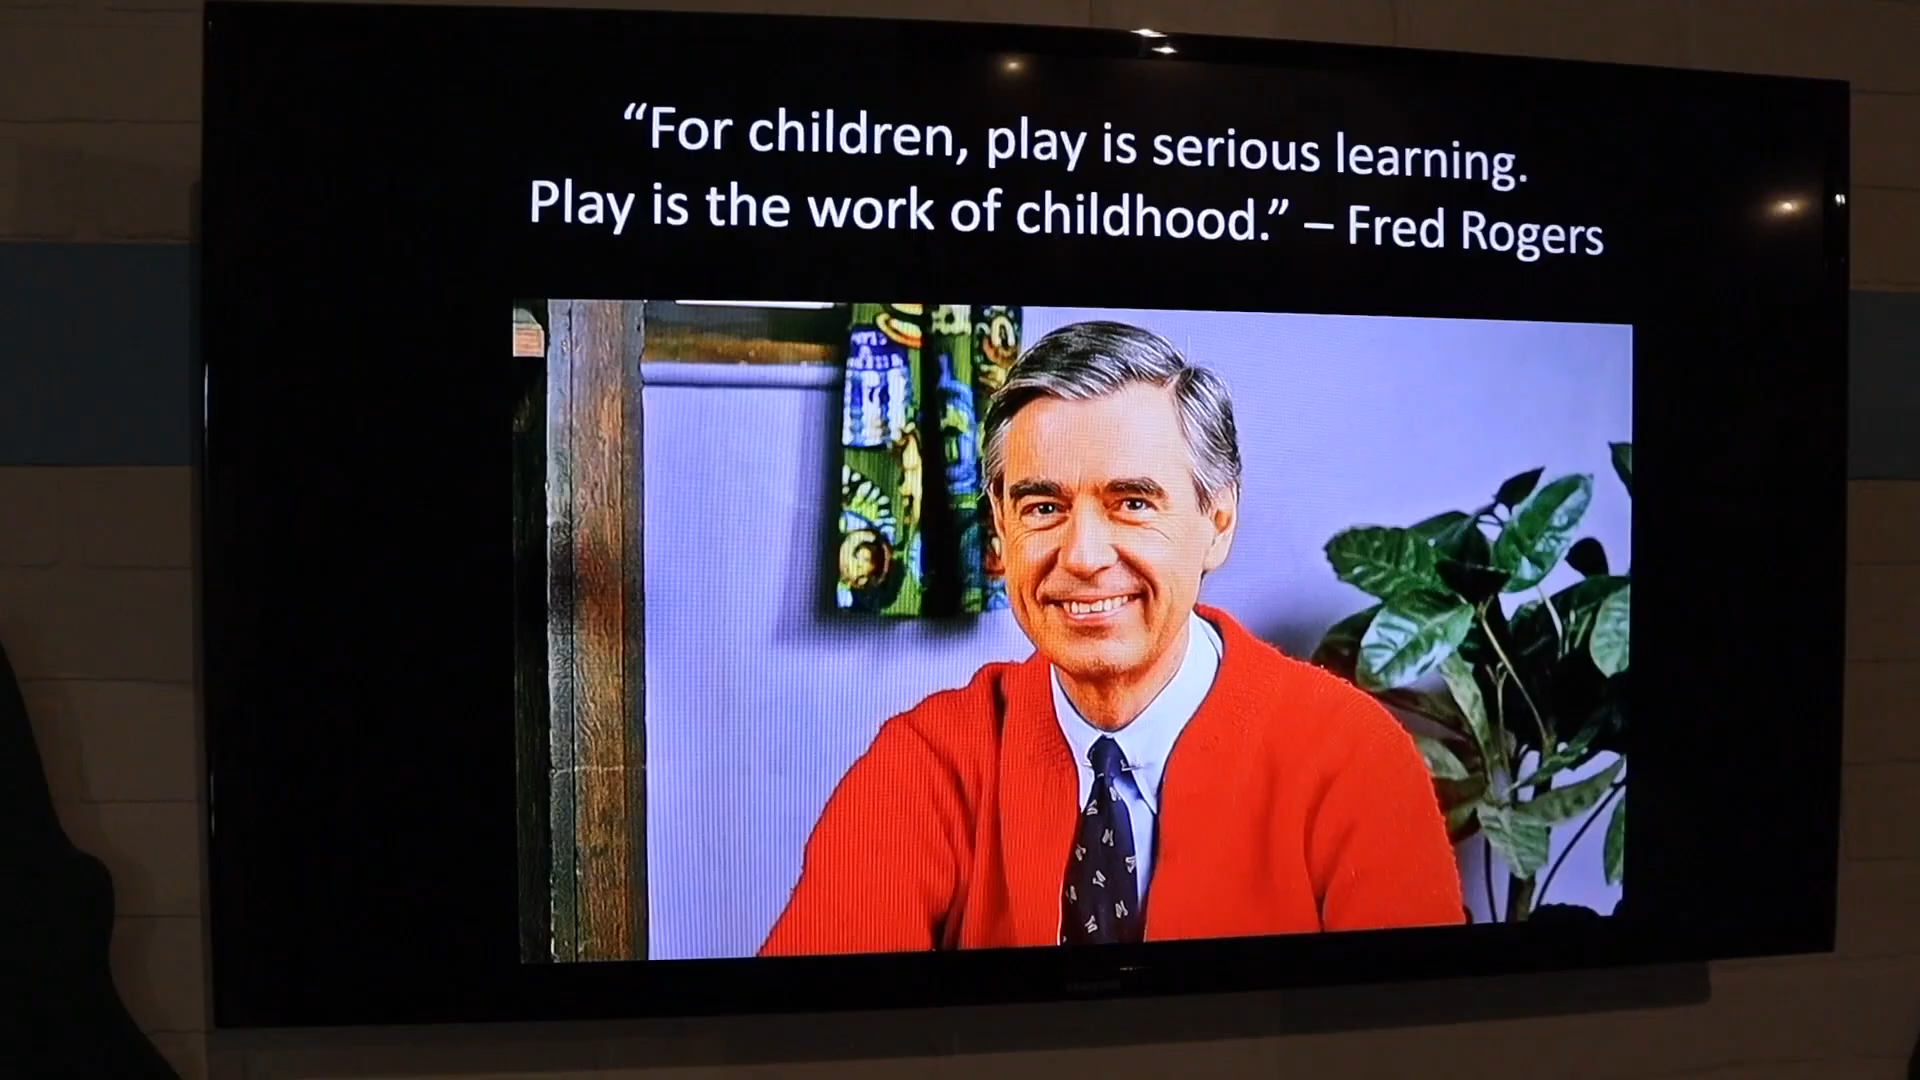 “For children, play is serious learning.
Play is the work of childhood.” – Fred Rogers